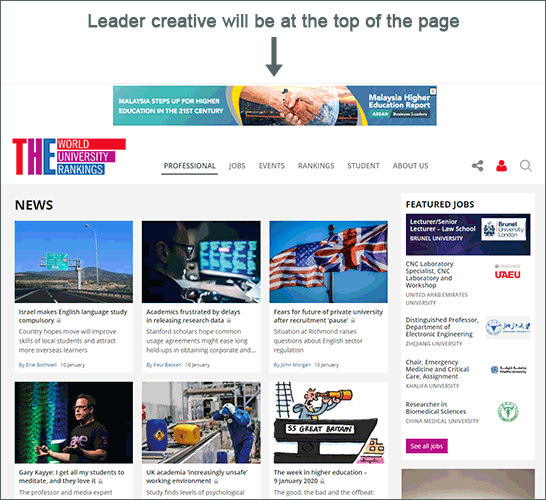 Leader creative will be at the top of the page
MALAYSIA STEPS UP FOR HIGHER
EDUCATION IN THE 21ST CENTURY
Malaysia Higher
Education Report
ASEAN Business Leaders
THE WORLD
UNIVERSITY
RANKINGS
PROFESSIONAL
JOBS
EVENTS
RANKINGS
STUDENT
ABOUT US
NEWS
Israel makes English language study
compulsory
Country hopes move will improve
skills of local students and attract
more overseas learners
By Ellie Bothwell 10 January
Academics frustrated by delays
in releasing research data
Stanford scholars hope common
usage agreements might ease long
hold-ups in obtaining corporate and...
By Paul Basken 10 January
Fears for future of private university
after recruitment 'pause'
Situation at Richmond raises
questions about English sector
regulation
By John Morgan 10 January
Gary Kayye: I get all my students to
meditate, and they love it
The professor and media expert
UK academia 'increasingly unsafe'
working environment
Study finds levels of psychological
SS GREAT BRITAIN
The week in higher education –
9 January 2020
The good, the bad and the offbeat:
FEATURED JOBS
Lecturer/Senior
Lecturer – Law School
BRUNEL UNIVERSITY
Brunel
University
London
CNC Laboratory
Specialist, CNC
Laboratory and
Workshop
UNITED ARAB EMIRATES
UNIVERSITY
UAEU
Distinguished Professor,
Department of
Electronic Engineering
ZHEJIANG UNIVERSITY
Chair, Emergency
Medicine and Critical
Care, Assignment
KHALIFA UNIVERSITY
Researcher in
Biomedical Sciences
CHINA MEDICAL UNIVERSITY
See all jobs